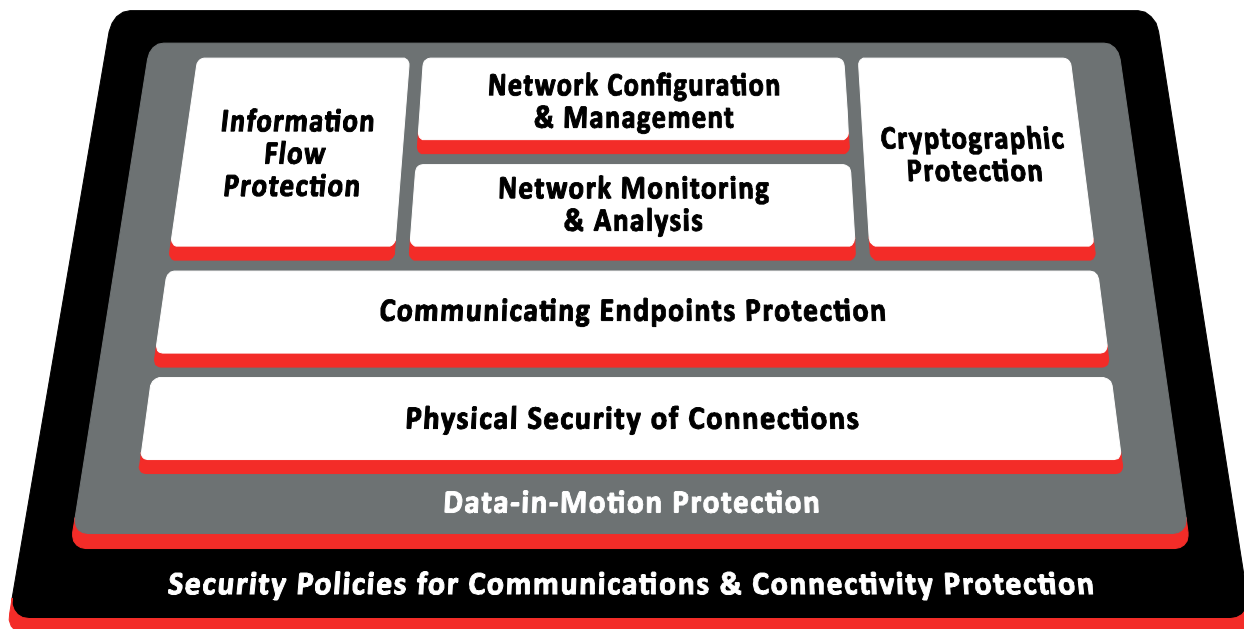 Information
Flow
Protection
Network Configuration
& Management
Network Monitoring
& Analysis
Cryptographic
Protection
Communicating Endpoints Protection
Physical Security of Connections
Data-in-Motion Protection
Security Policies for Communications & Connectivity Protection